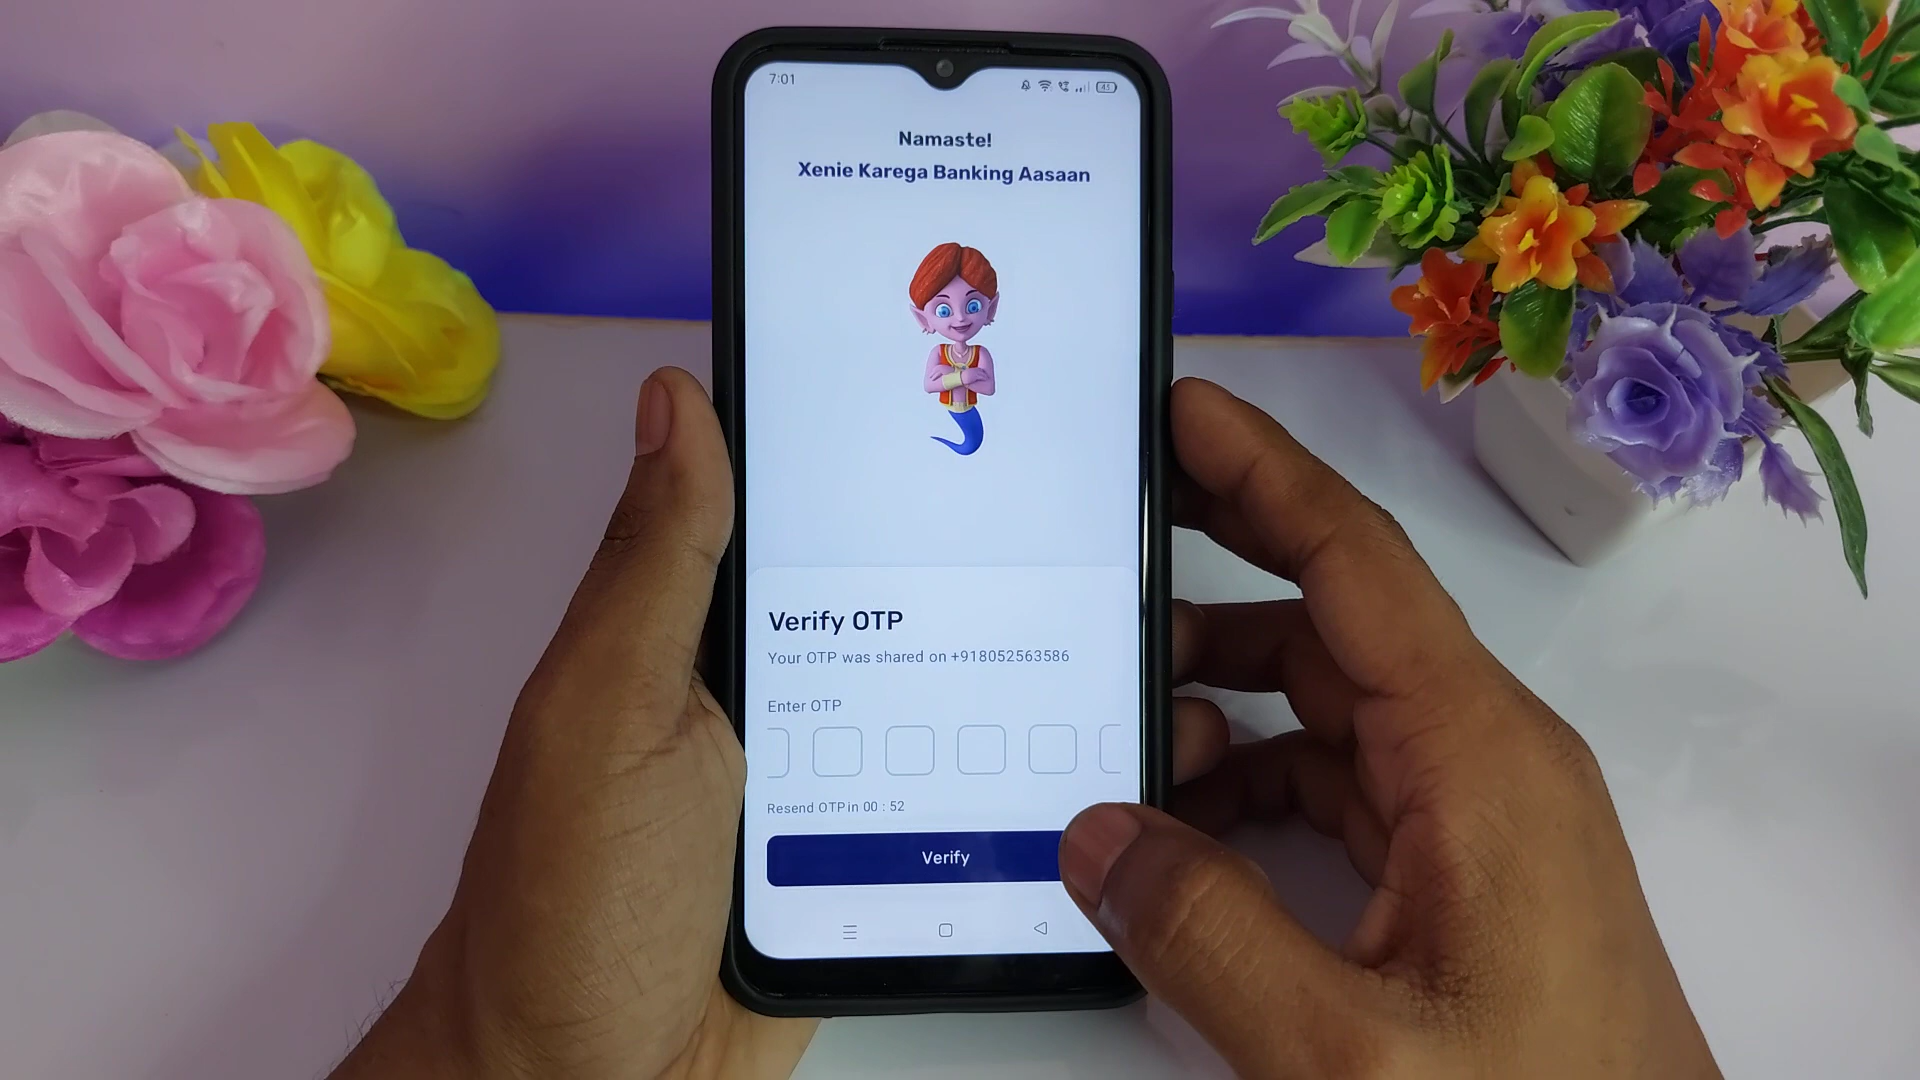 7:01
43
Namaste!
Xenie Karega Banking Aasaan
Verify OTP
Your OTP was shared on +918052563586
Enter OTP
Resend OTP in 00 : 52
Verify